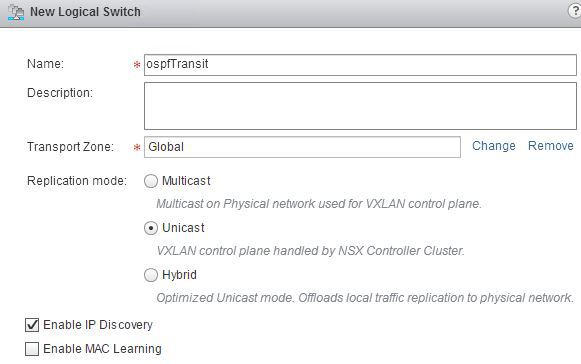 New Logical Switch
?
Name: * ospfTransit
Description:
Transport Zone: * Global Change Remove
Replication mode: Multicast
Multicast on Physical network used for VXLAN control plane.
Unicast
VXLAN control plane handled by NSX Controller Cluster.
Hybrid
Optimized Unicast mode. Offloads local traffic replication to physical network.
Enable IP Discovery
Enable MAC Learning